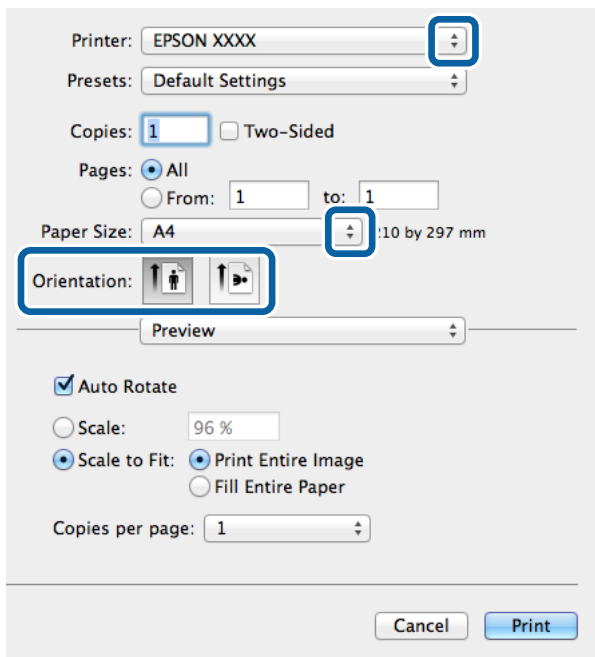 Printer: EPSON XXXX
Presets: Default Settings
Copies: 1 Two-Sided
Pages: All
From: 1 to: 1
Paper Size: A4 210 by 297 mm
Orientation:
Preview
Auto Rotate
Scale: 96 %
Scale to Fit: Print Entire Image
Fill Entire Paper
Copies per page: 1
Cancel Print